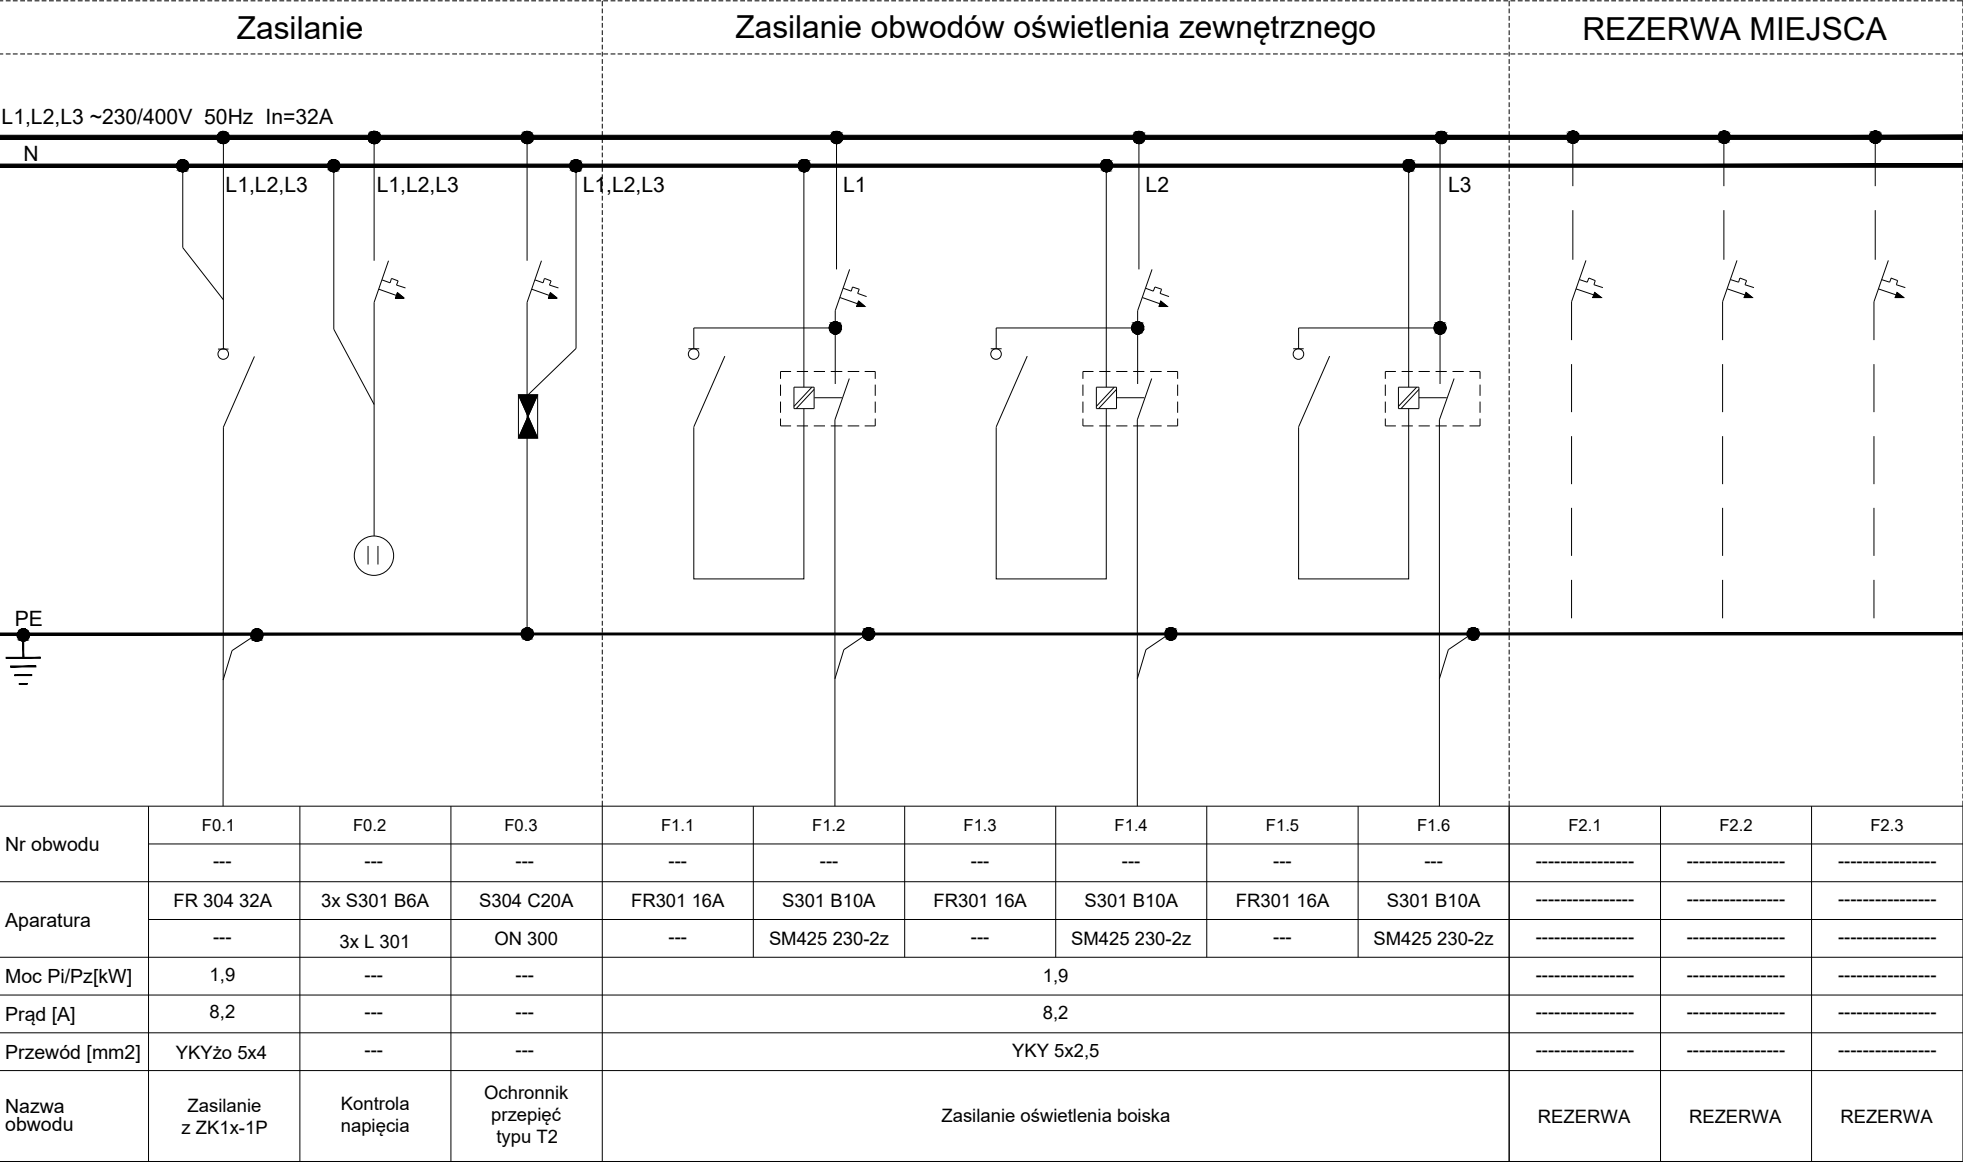 Zasilanie
Zasilanie obwodów oświetlenia zewnętrznego
REZERWA MIEJSCA
L1,L2,L3 ~230/400V 50Hz In=32A
N
L1,L2,L3
L1,L2,L3
L1,L2,L3
L1
L2
L3
PE
Nr obwodu
F0.1 F0.2 F0.3 F1.1 F1.2 F1.3 F1.4 F1.5 F1.6 F2.1 F2.2 F2.3
--- --- --- --- --- --- --- --- --- ---------------- ---------------- ----------------
Aparatura
FR 304 32A 3x S301 B6A S304 C20A FR301 16A S301 B10A FR301 16A S301 B10A FR301 16A S301 B10A ---------------- ---------------- ----------------
--- 3x L 301 ON 300 --- SM425 230-2z --- SM425 230-2z --- SM425 230-2z ---------------- ---------------- ----------------
Moc Pi/Pz[kW] 1,9 --- --- 1,9 ---------------- ---------------- ----------------
Prąd [A] 8,2 --- --- 8,2 ---------------- ---------------- ----------------
Przewód [mm2] YKYżo 5x4 --- --- YKY 5x2,5 ---------------- ---------------- ----------------
Nazwa
obwodu
Zasilanie
z ZK1x-1P
Kontrola
napięcia
Ochronnik
przepięć
typu T2
Zasilanie oświetlenia boiska
REZERWA
REZERWA
REZERWA